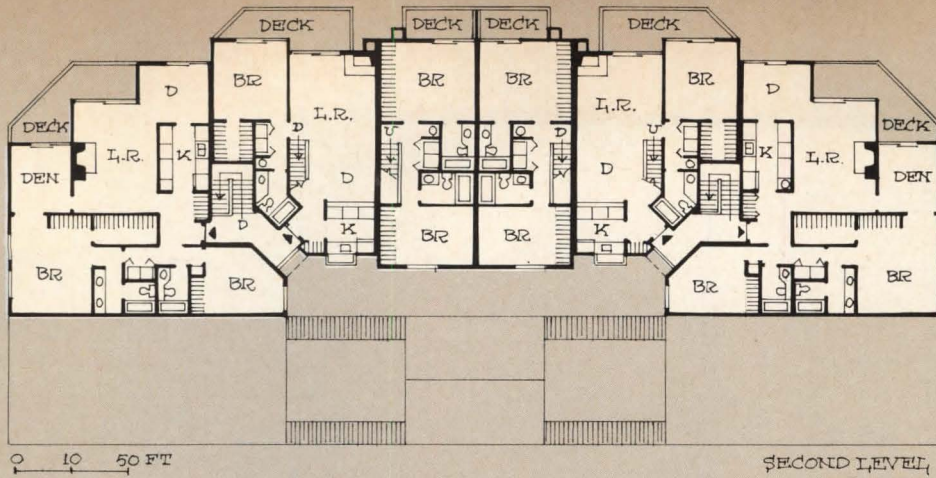 DECK DECK DECK DECK
D BR L.R. BR BR L.R. BR D
DECK L.R. K D D K L.R. DECK
DEN D D DEN
D K K
BR BR BR BR BR BR
0 10 50 FT
SECOND LEVEL